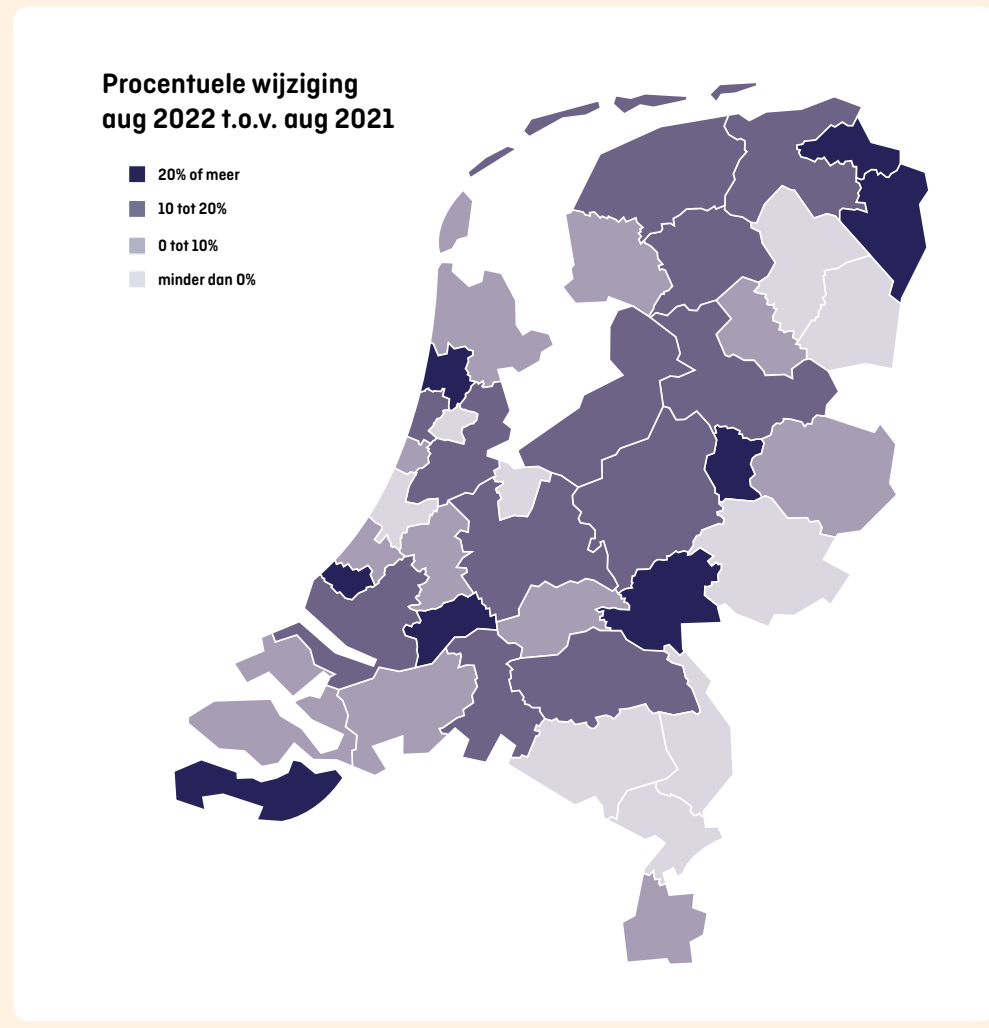 Procentuele wijziging
aug 2022 t.o.v. aug 2021
20% of meer
10 tot 20%
0 tot 10%
minder dan 0%